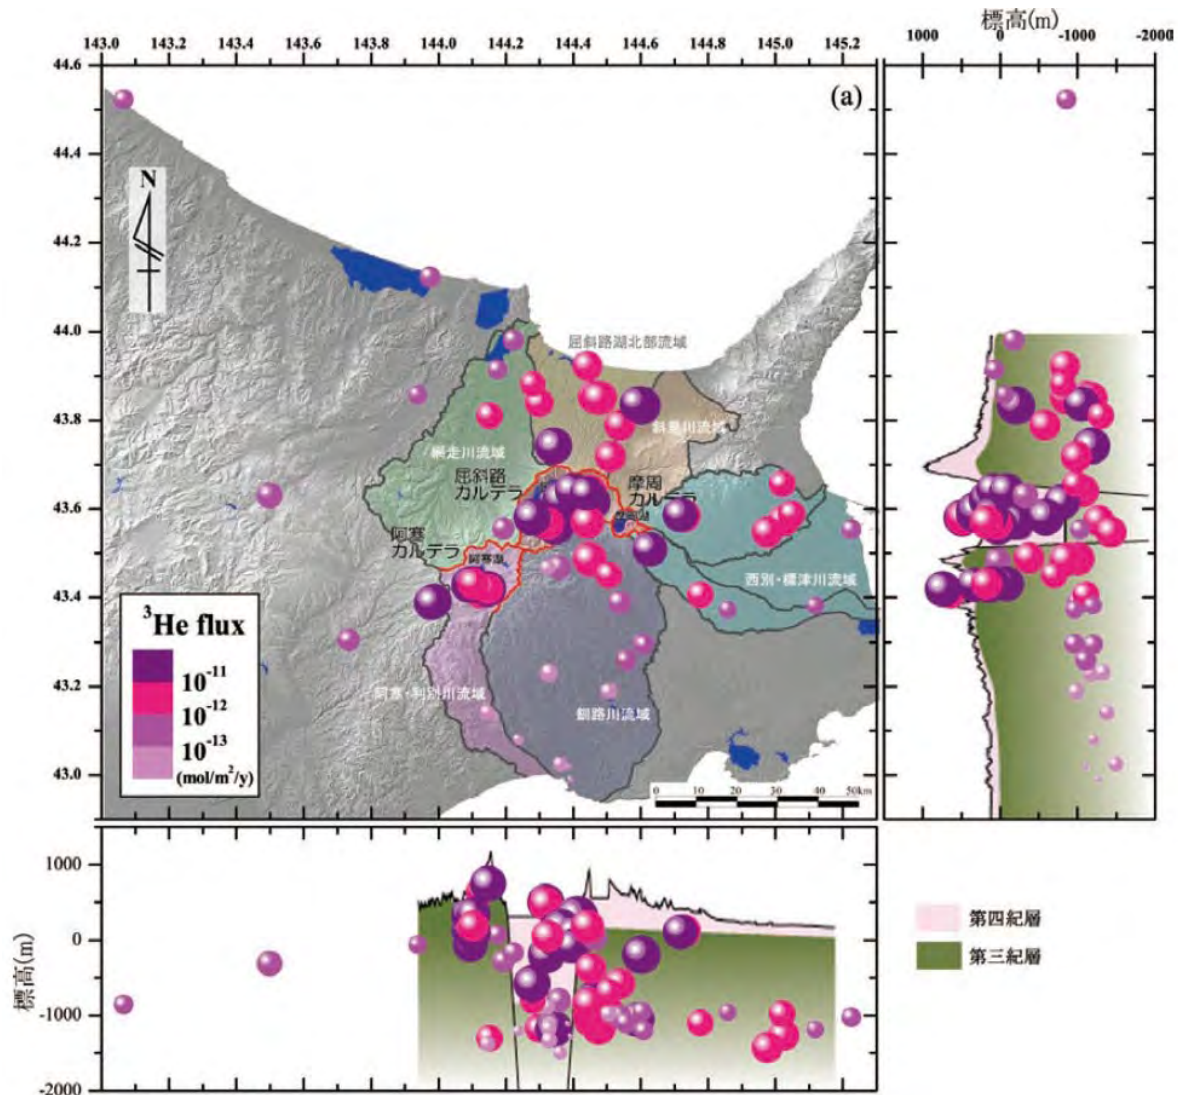 標高(m)
143.0 143.2 143.4 143.6 143.8 144.0 144.2 144.4 144.6 144.8 145.0 145.2
1000 0 -1000 -2000
44.6
(a)
44.4
N
44.2
44.0
屈斜路湖北部流域
43.8
斜里川流域
網走川流域
屈斜路
カルテラ
摩周
カルテラ
43.6
阿寒
カルテラ
阿寒湖
西別・標津川流域
43.4
³He flux
10⁻¹¹
10⁻¹²
10⁻¹³
(mol/m²/y)
43.2
阿寒・利別川流域
釧路川流域
43.0
0 10 20 30 40 50km
標高(m)
1000
0
-1000
-2000
第四紀層
第三紀層